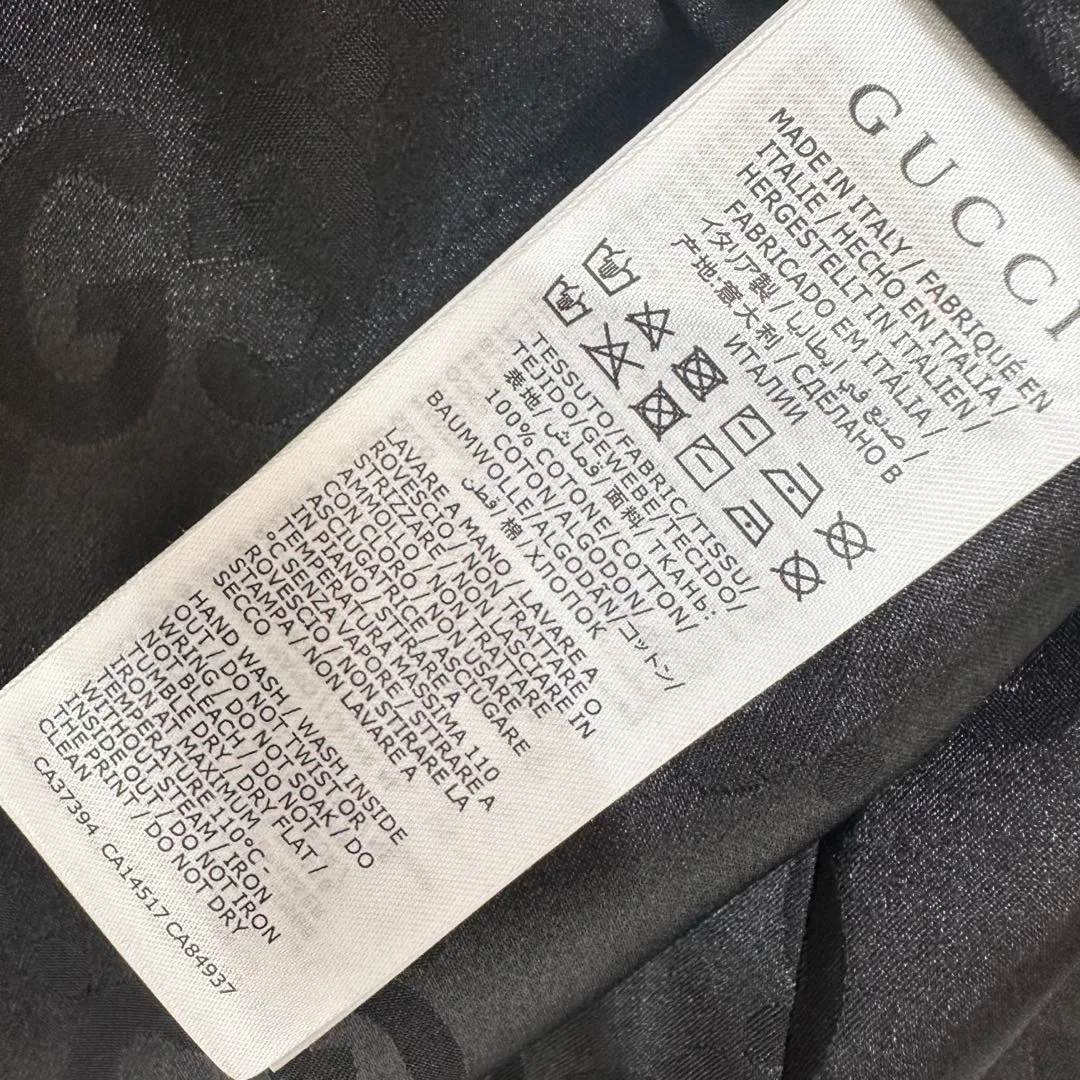 GUCCI
MADE IN ITALY / FABRIQUÉ EN
ITALIE / HECHO EN ITALIA /
HERGESTELLT IN ITALIEN /
FABRICADO EM ITÁLIA /
イタリア製 / صنع في إيطاليا /
产地:意大利 / СДЕЛАНО В
ИТАЛИИ
TESSUTO/FABRIC/TISSU/
TEJIDO/GEWEBE/TECIDO/
表地/قماش/面料/ТКАНЬ:
100% COTONE/COTTON/
COTON/ALGODON/
BAUMWOLLE/ALGODAN/コットン/
قطن/棉/ХЛОПОК
LAVARE A MANO/ LAVARE A
ROVESCIO / NON TRATTARE O
STRIZZARE/ NON LASCIARE IN
AMMOLLO / NON TRATTARE
CON CLORO / NON USARE
ASCIUGATRICE/ ASCIUGARE
IN PIANO/ STIRARE A
TEMPERATURA MASSIMA 110
°C SENZA VAPORE/ STIRARE A
ROVESCIO / NON STIRARE LA
STAMPA / NON LAVARE A
SECCO
HAND WASH / WASH INSIDE
OUT / DO NOT TWIST OR
WRING / DO NOT SOAK / DO
NOT BLEACH / DO NOT
TUMBLE DRY / DRY FLAT /
IRON AT MAXIMUM
TEMPERATURE 110°C -
WITHOUT STEAM / IRON
INSIDE OUT / DO NOT IRON
THE PRINT / DO NOT DRY
CLEAN
CA37394 CA14517 CA84937